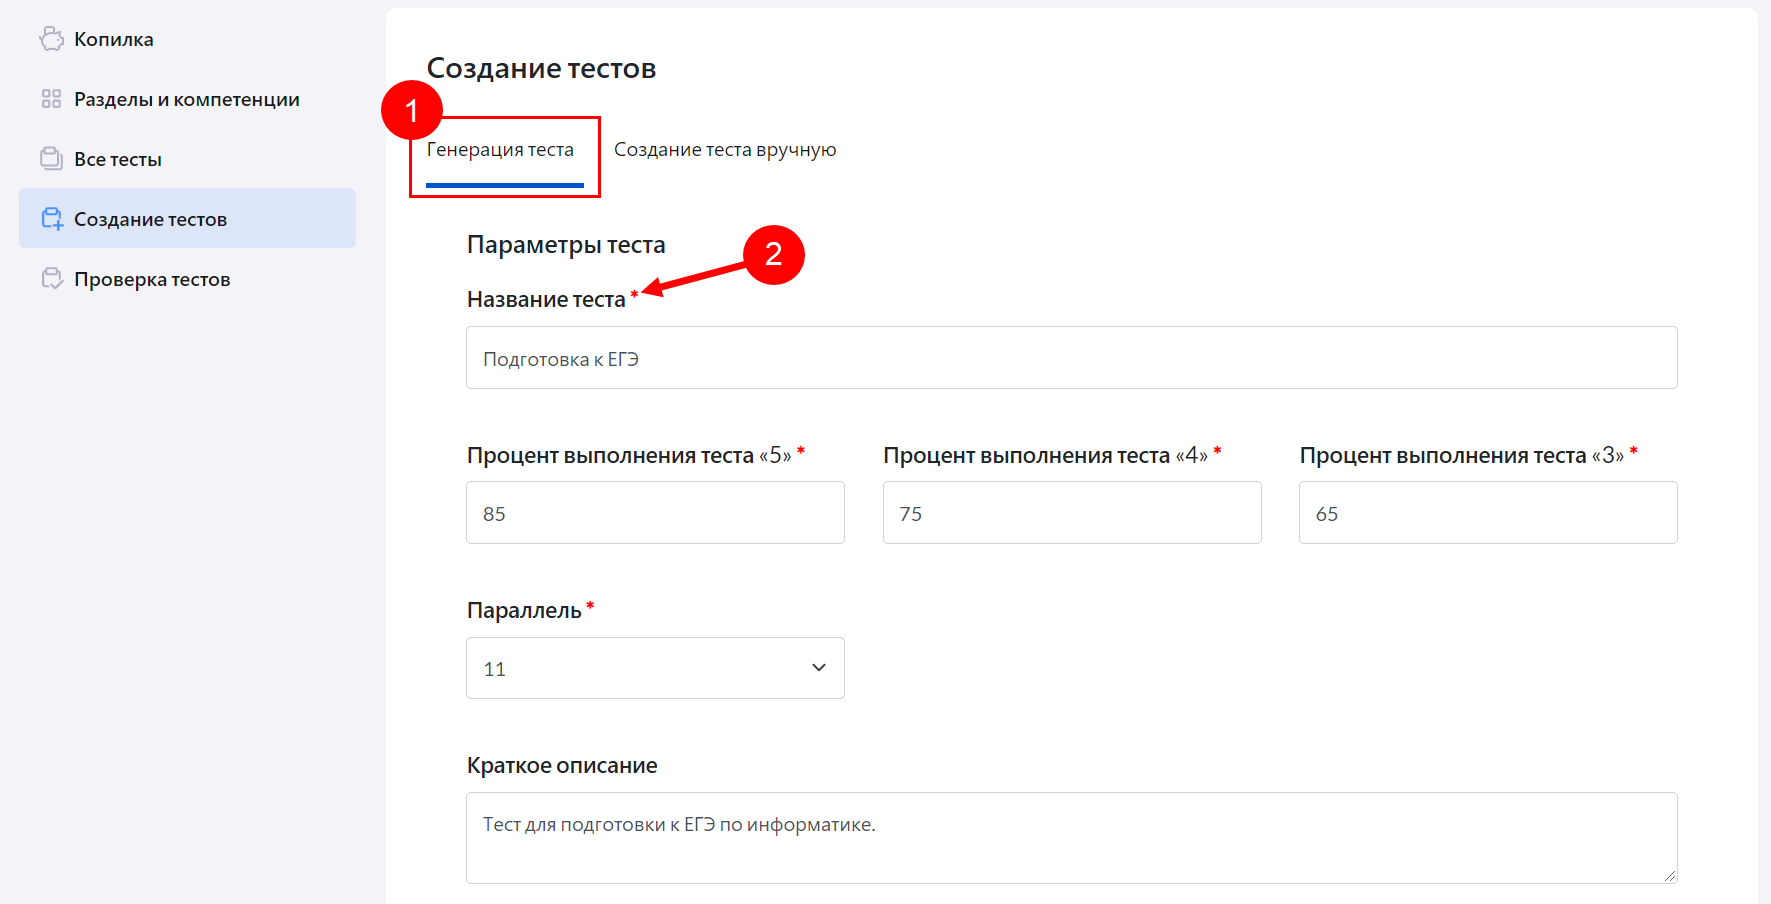 Копилка
Разделы и компетенции
Все тесты
Создание тестов
Проверка тестов
Создание тестов
1
Генерация теста Создание теста вручную
Параметры теста
2
Название теста *
Подготовка к ЕГЭ
Процент выполнения теста «5» * Процент выполнения теста «4» * Процент выполнения теста «3» *
85 75 65
Параллель *
11
Краткое описание
Тест для подготовки к ЕГЭ по информатике.